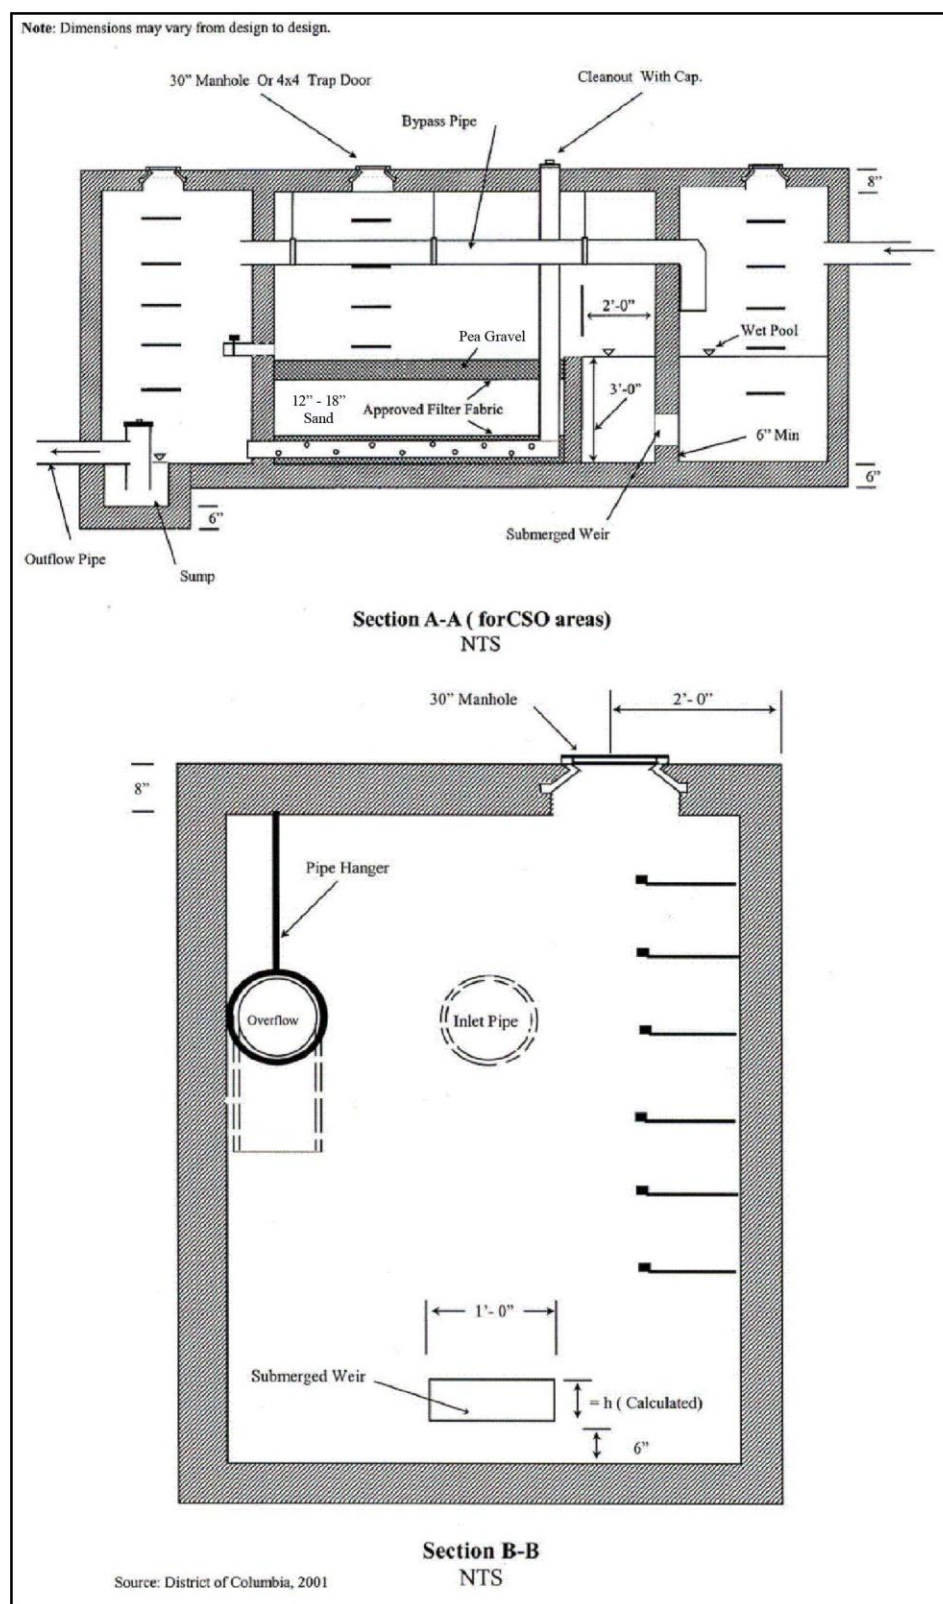 Note: Dimensions may vary from design to design.
30” Manhole Or 4x4 Trap Door
Cleanout With Cap.
Bypass Pipe
8”
2’-0”
Wet Pool
Pea Gravel
3’-0”
12” - 18”
Sand
Approved Filter Fabric
6” Min
6”
6”
Submerged Weir
Outflow Pipe
Sump
Section A-A ( forCSO areas)
NTS
30” Manhole
2’- 0”
8”
Pipe Hanger
Overflow
Inlet Pipe
1’- 0”
Submerged Weir
= h ( Calculated)
6”
Section B-B
NTS
Source: District of Columbia, 2001